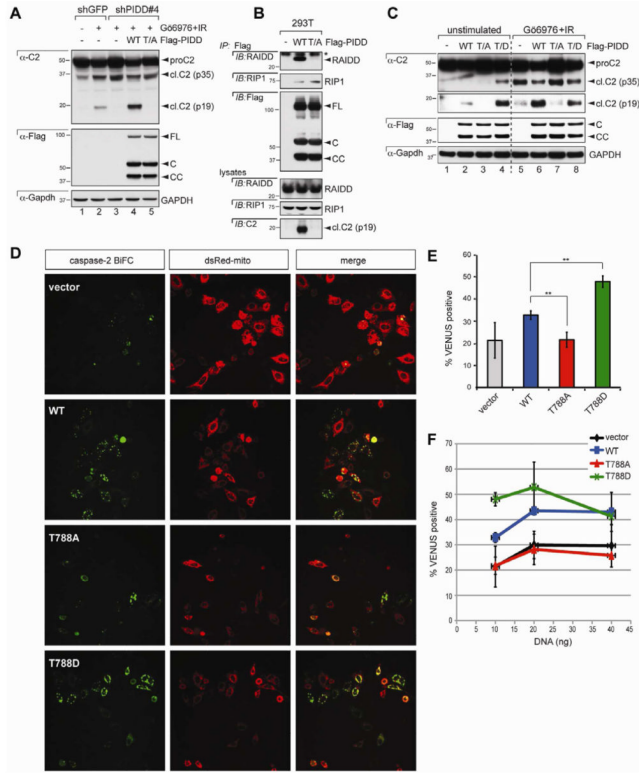 A
shGFP shPIDD#4
- + - + + Gö6976+IR
- - - WT T/A Flag-PIDD
α-C2
50
37
20
proC2
cl.C2 (p35)
cl.C2 (p19)
α-Flag
100
50
37
FL
C
CC
α-Gapdh
37
GAPDH
1 2 3 4 5
B
293T
- WT T/A Flag-PIDD
IP: Flag
IB:RAIDD
*
RAIDD
IB:RIP1
75
RIP1
IB:Flag
100
50
37
FL
C
CC
lysates
IB:RAIDD
RAIDD
IB:RIP1
75
RIP1
IB:C2
20
cl.C2 (p19)
C
unstimulated Gö6976+IR
- WT T/A T/D - WT T/A T/D Flag-PIDD
α-C2
50
37
20
proC2
cl.C2 (p35)
cl.C2 (p19)
α-Flag
50
37
C
CC
α-Gapdh
37
GAPDH
1 2 3 4 5 6 7 8
D
caspase-2 BiFC dsRed-mito merge
vector
WT
T788A
T788D
E
% VENUS positive
60
50
40
30
20
10
0
**
**
vector WT T788A T788D
F
vector
WT
T788A
T788D
% VENUS positive
70
60
50
40
30
20
10
0
0 5 10 15 20 25 30 35 40 45
DNA (ng)